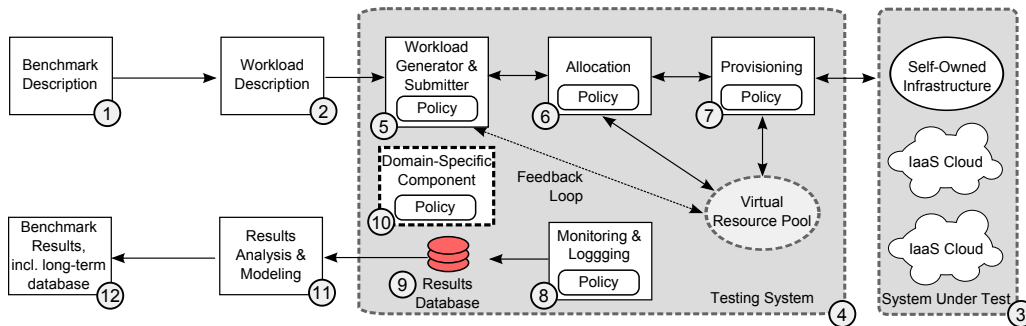 Benchmark
Description
1
Workload
Description
2
Workload
Generator &
Submitter
Policy
5
Allocation
Policy
6
Provisioning
Policy
7
Self-Owned
Infrastructure
IaaS Cloud
IaaS Cloud
System Under Test
3
Domain-Specific
Component
Policy
10
Feedback
Loop
Virtual
Resource Pool
Benchmark
Results,
incl. long-term
database
12
Results
Analysis &
Modeling
11
9
Results
Database
Monitoring &
Loggging
Policy
8
Testing System
4